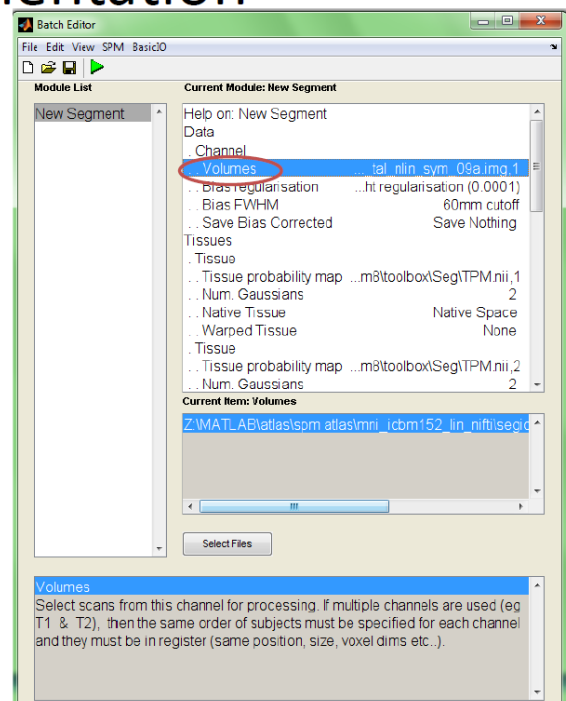 Batch Editor
File Edit View SPM BasicIO
Module List
Current Module: New Segment
New Segment
Help on: New Segment
Data
. Channel
. . Volumes ..._tal_nlin_sym_09a.img,1
. . Bias regularisation ...ht regularisation (0.0001)
. . Bias FWHM 60mm cutoff
. . Save Bias Corrected Save Nothing
Tissues
. Tissue
. . Tissue probability map ...m8\toolbox\Seg\TPM.nii,1
. . Num. Gaussians 2
. . Native Tissue Native Space
. . Warped Tissue None
. Tissue
. . Tissue probability map ...m8\toolbox\Seg\TPM.nii,2
. . Num. Gaussians 2
Current Item: Volumes
Z:\MATLAB\atlas\spm atlas\mni_icbm152_lin_nifti\segic
Select Files
Volumes
Select scans from this channel for processing. If multiple channels are used (eg
T1 & T2), then the same order of subjects must be specified for each channel
and they must be in register (same position, size, voxel dims etc..).